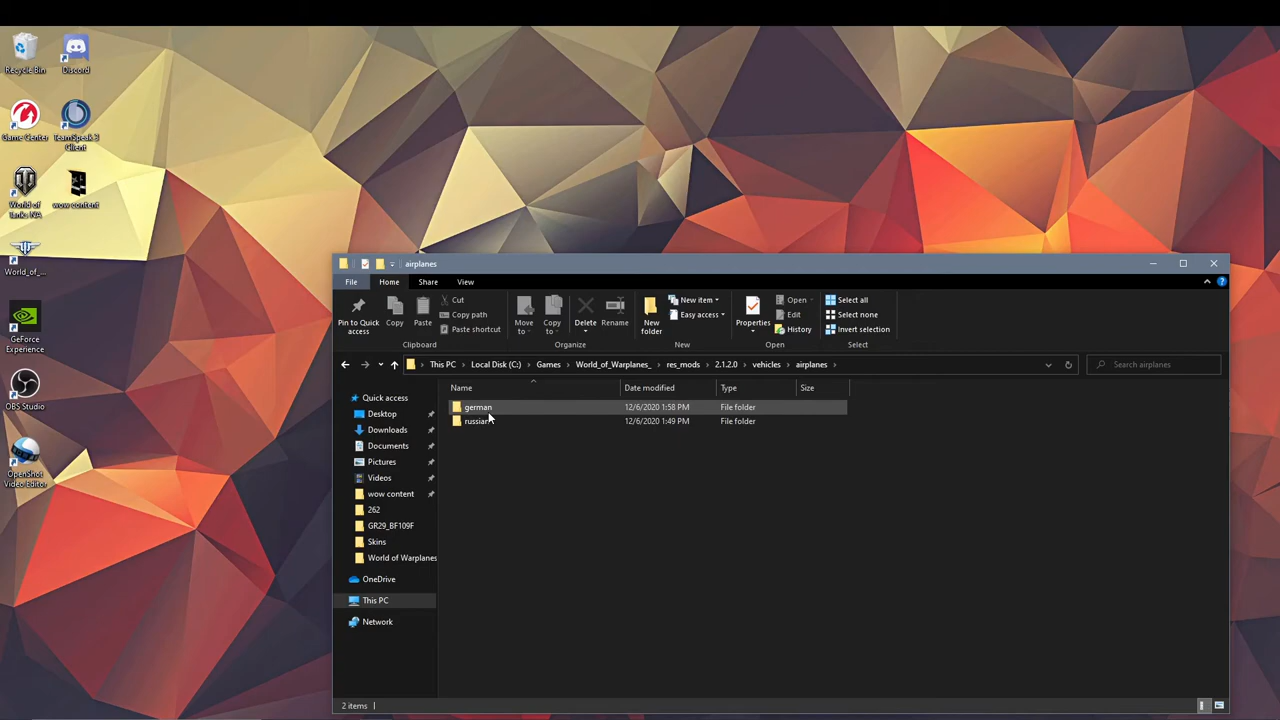 Recycle Bin
Discord
Game Center
TeamSpeak 3
Client
World of
Tanks NA
wow content
World_of_...
GeForce
Experience
OBS Studio
OpenShot
Video Editor
airplanes
File Home Share View
Pin to Quick
access
Copy
Paste
Cut
Copy path
Paste shortcut
Clipboard
Move
to
Copy
to
Delete
Rename
Organize
New
folder
New item
Easy access
New
Properties
Open
Edit
History
Open
Select all
Select none
Invert selection
Select
This PC › Local Disk (C:) › Games › World_of_Warplanes_ › res_mods › 2.1.2.0 › vehicles › airplanes ›
Search airplanes
Name Date modified Type Size
german 12/6/2020 1:58 PM File folder
russian 12/6/2020 1:49 PM File folder
Quick access
Desktop
Downloads
Documents
Pictures
Videos
wow content
262
GR29_BF109F
Skins
World of Warplanes
OneDrive
This PC
Network
2 items